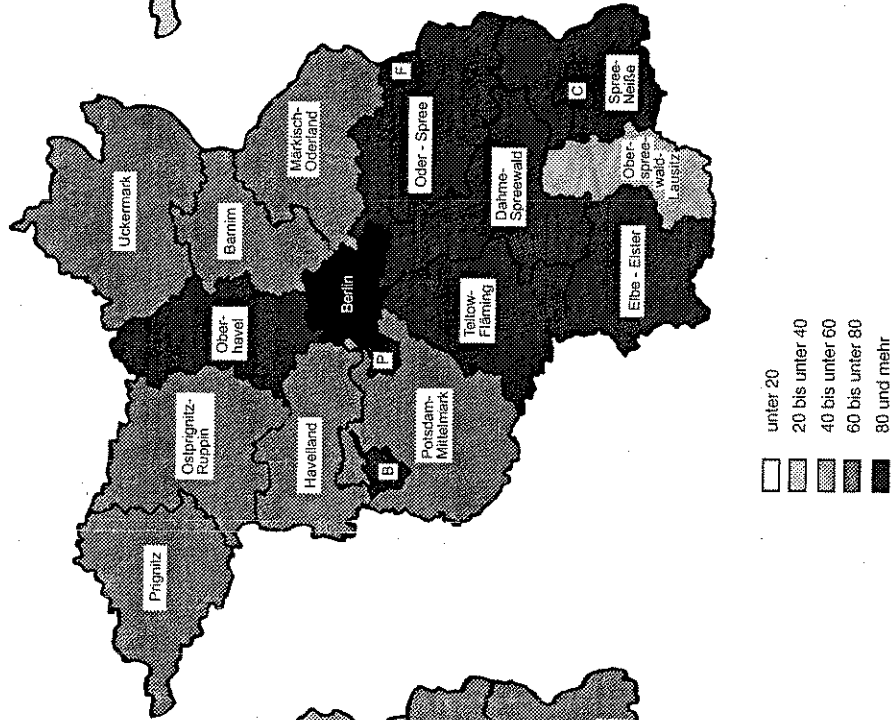 Uckermark
Prignitz
Ostprignitz-
Ruppin
Ober-
havel
Barnim
Märkisch-
Oderland
Havelland
Berlin
B
P
Potsdam-
Mittelmark
Teltow-
Fläming
Dahme-
Spreewald
Oder - Spree
F
Elbe - Elster
Ober-
spree-
wald-
Lausitz
C
Spree-
Neiße
unter 20
20 bis unter 40
40 bis unter 60
60 bis unter 80
80 und mehr